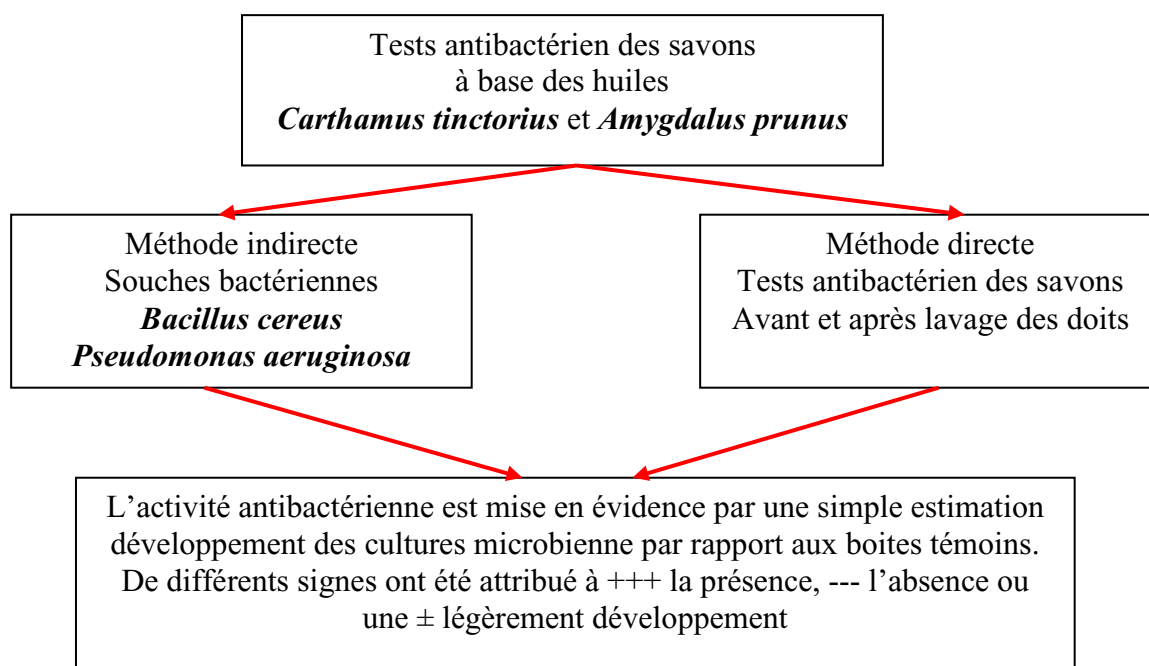 Tests antibactérien des savons
à base des huiles
Carthamus tinctorius et Amygdalus prunus
Méthode indirecte
Souches bactériennes
Bacillus cereus
Pseudomonas aeruginosa
Méthode directe
Tests antibactérien des savons
Avant et après lavage des doits
L’activité antibactérienne est mise en évidence par une simple estimation
développement des cultures microbienne par rapport aux boites témoins.
De différents signes ont été attribué à +++ la présence, --- l’absence ou
une ± légèrement développement